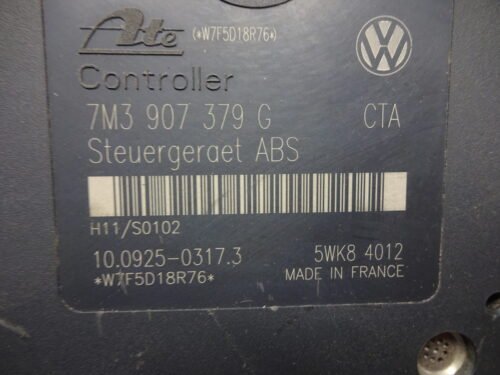 Ate (*W7F5D18R76*) VW
Controller
7M3 907 379 G CTA
Steuergeraet ABS
H11/S0102
10.0925-0317.3 5WK8 4012
*W7F5D18R76* MADE IN FRANCE